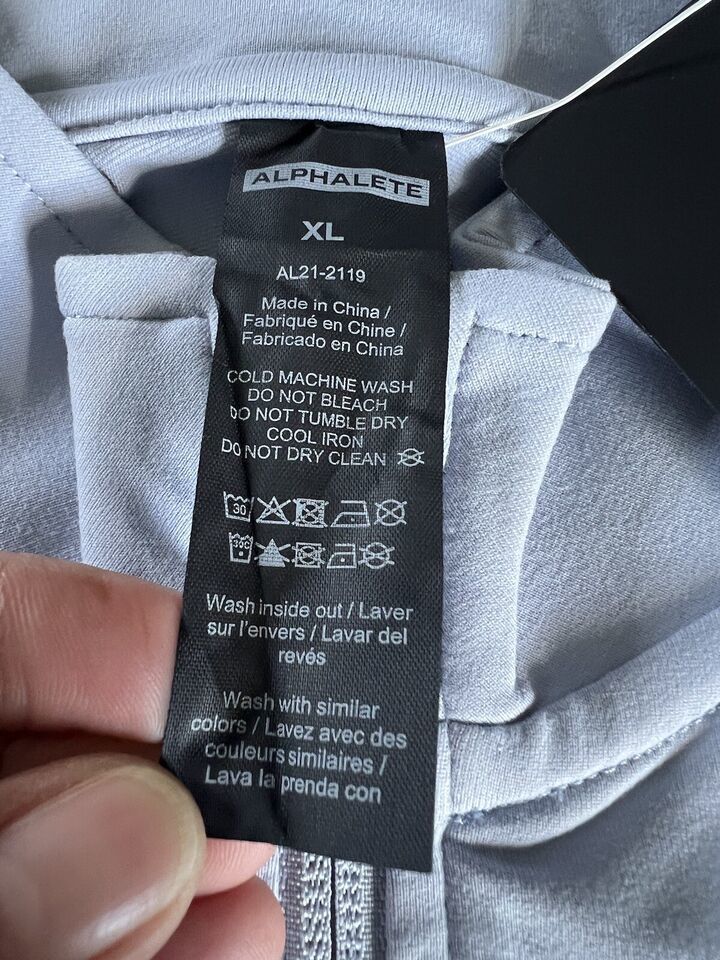 ALPHALETE
XL
AL21-2119
Made in China /
Fabriqué en Chine /
Fabricado en China
COLD MACHINE WASH
DO NOT BLEACH
DO NOT TUMBLE DRY
COOL IRON
DO NOT DRY CLEAN
30
30C
Wash inside out / Laver
sur l'envers / Lavar del
revés
Wash with similar
colors / Lavez avec des
couleurs similaires /
Lava la prenda con